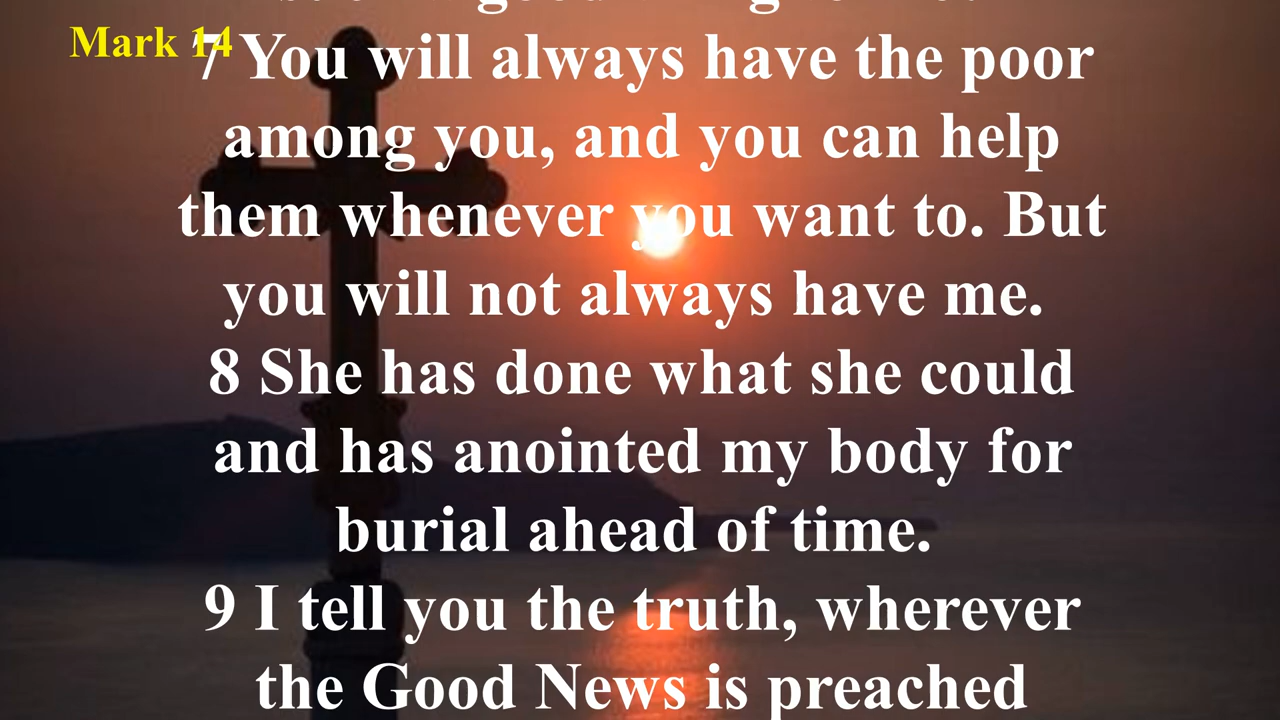 Mark 14
7 You will always have the poor
among you, and you can help
them whenever you want to. But
you will not always have me.
8 She has done what she could
and has anointed my body for
burial ahead of time.
9 I tell you the truth, wherever
the Good News is preached